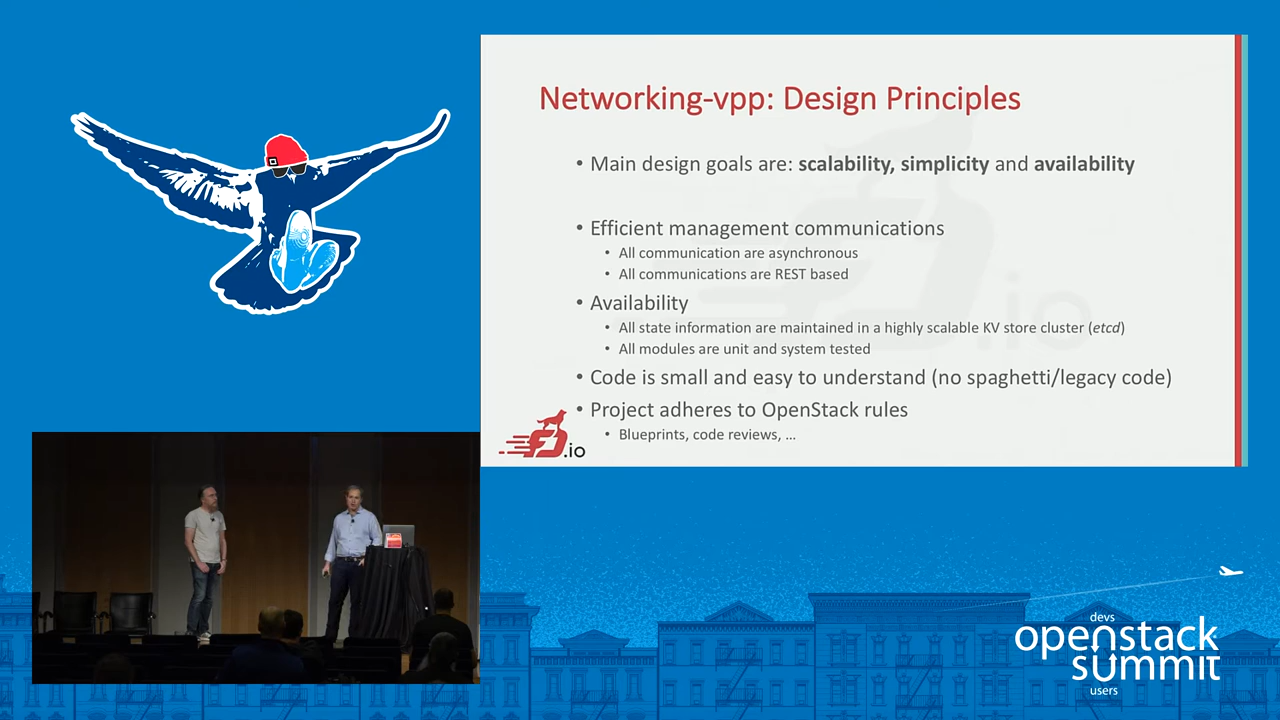 Networking-vpp: Design Principles
• Main design goals are: scalability, simplicity and availability
• Efficient management communications
• All communication are asynchronous
• All communications are REST based
• Availability
• All state information are maintained in a highly scalable KV store cluster (etcd)
• All modules are unit and system tested
• Code is small and easy to understand (no spaghetti/legacy code)
• Project adheres to OpenStack rules
• Blueprints, code reviews, ...
.io
.io
devs
openstack
summit
users